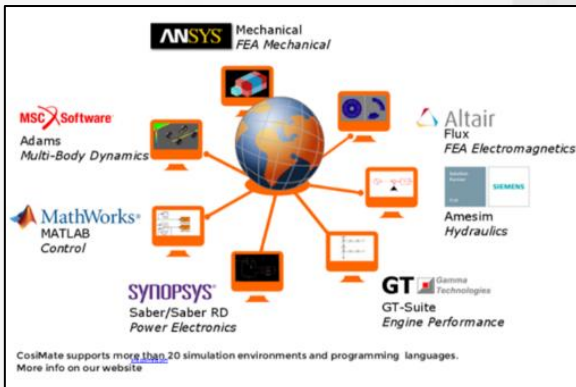 ANSYS
Mechanical
FEA Mechanical
MSC Software
Adams
Multi-Body Dynamics
Altair
Flux
FEA Electromagnetics
MathWorks®
MATLAB
Control
SIEMENS
Amesim
Hydraulics
SYNOPSYS®
Saber/Saber RD
Power Electronics
GT Gamma Technologies
GT-Suite
Engine Performance
CosiMate supports more than 20 simulation environments and programming languages.
More info on our website